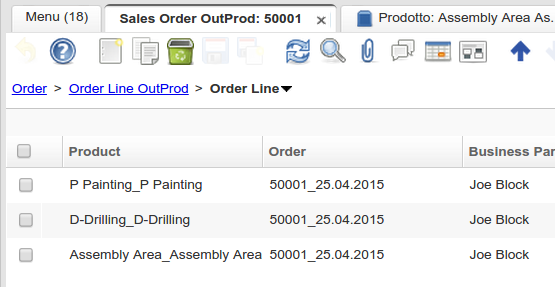 Menu (18) Sales Order OutProd: 50001 × Prodotto: Assembly Area As.
Order > Order Line OutProd > Order Line
Product Order Business Par
P Painting_P Painting 50001_25.04.2015 Joe Block
D-Drilling_D-Drilling 50001_25.04.2015 Joe Block
Assembly Area_Assembly Area 50001_25.04.2015 Joe Block